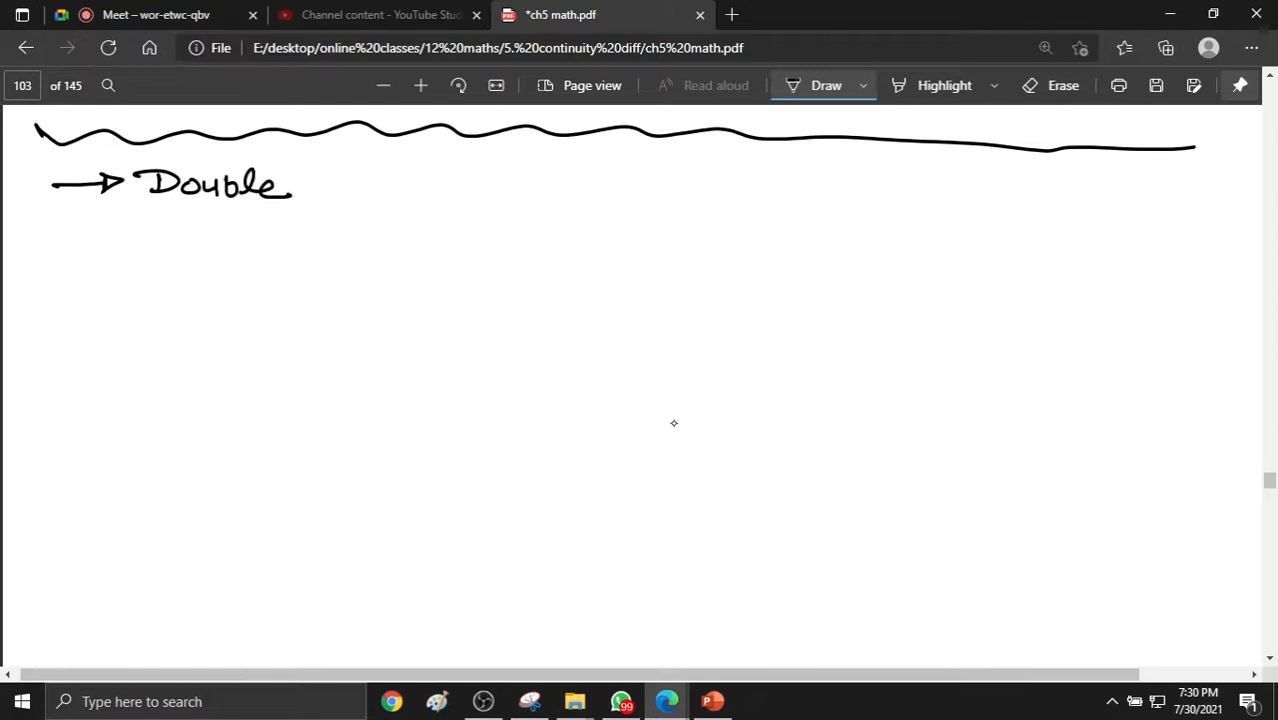 Meet – wor-etwc-qbv
Channel content - YouTube Stud
*ch5 math.pdf
File
E:/desktop/online%20classes/12%20maths/5.%20continuity%20diff/ch5%20math.pdf
103 of 145
Page view
Read aloud
Draw
Highlight
Erase
Double
Type here to search
99
7:30 PM
7/30/2021
1